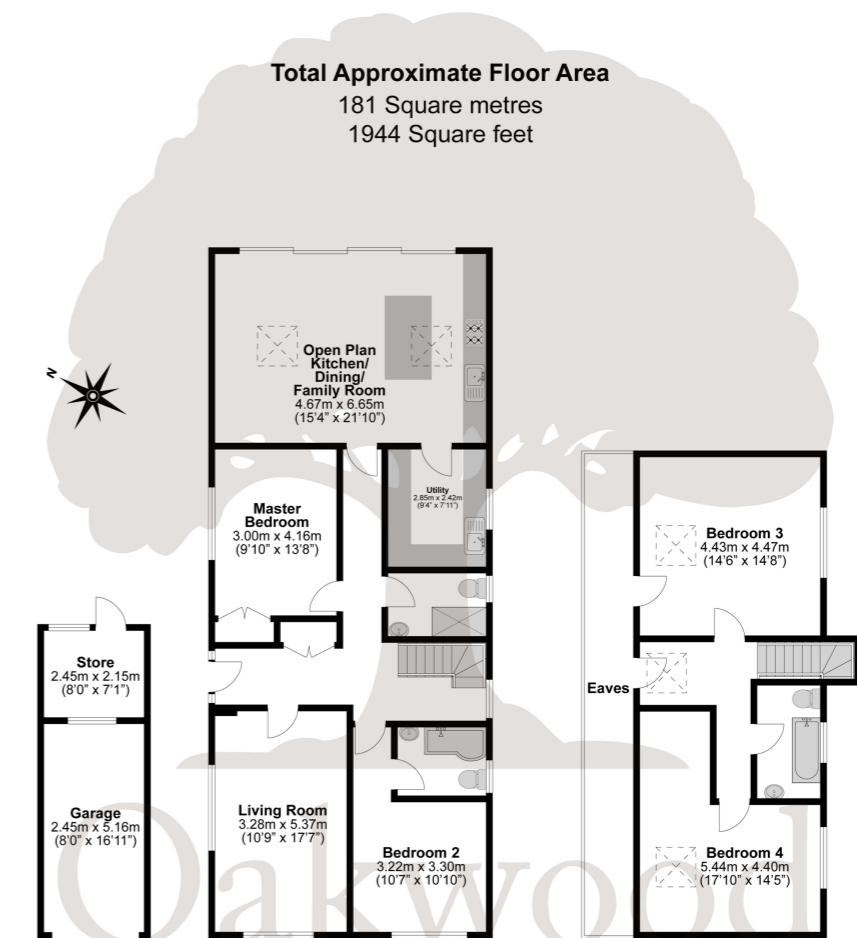 Total Approximate Floor Area
181 Square metres
1944 Square feet
N
Open Plan
Kitchen/
Dining/
Family Room
4.67m x 6.65m
(15'4" x 21'10")
Utility
2.85m x 2.42m
(9'4" x 7'11")
Master
Bedroom
3.00m x 4.16m
(9'10" x 13'8")
Bedroom 3
4.43m x 4.47m
(14'6" x 14'8")
Store
2.45m x 2.15m
(8'0" x 7'1")
Eaves
Garage
2.45m x 5.16m
(8'0" x 16'11")
Living Room
3.28m x 5.37m
(10'9" x 17'7")
Bedroom 2
3.22m x 3.30m
(10'7" x 10'10")
Bedroom 4
5.44m x 4.40m
(17'10" x 14'5")
Oakwood